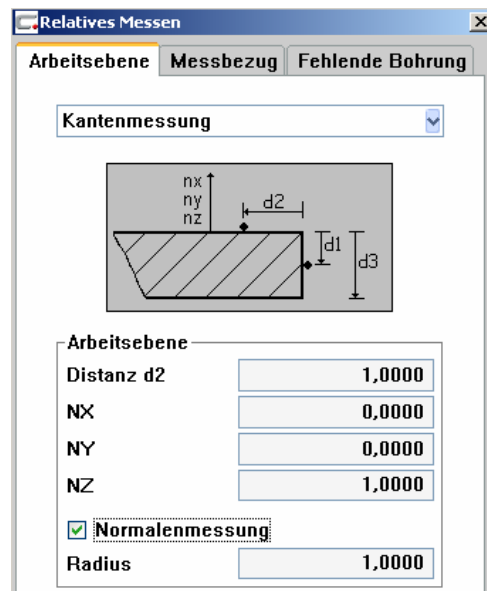 Relatives Messen
Arbeitsebene Messbezug Fehlende Bohrung
Kantenmessung
nx
ny
nz
d2
d1
d3
Arbeitsebene
Distanz d2 1,0000
NX 0,0000
NY 0,0000
NZ 1,0000
Normalenmessung
Radius 1,0000